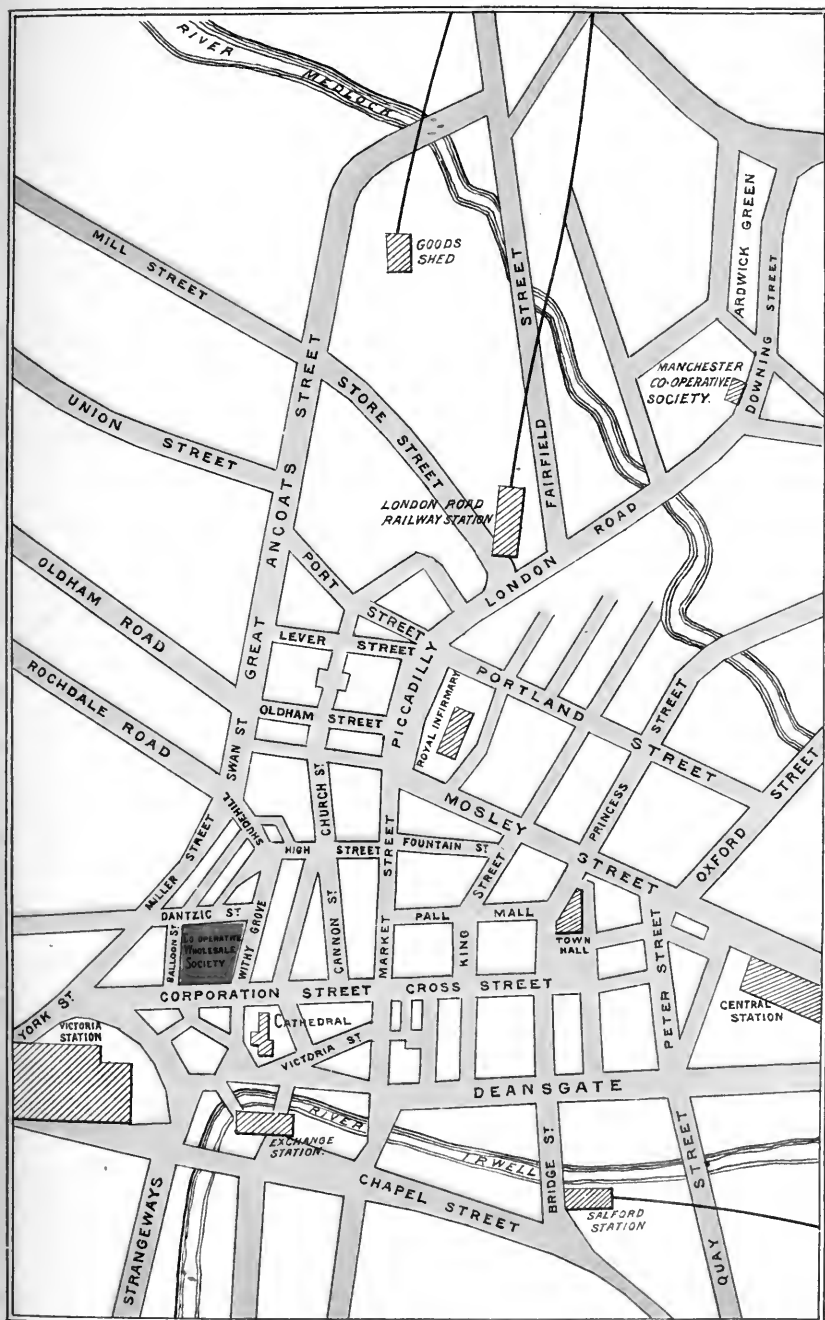 RIVER
MEDLOCK
GOODS
SHED
MILL STREET
STREET
ARDWICK GREEN
DOWNING STREET
MANCHESTER
CO-OPERATIVE
SOCIETY.
STORE STREET
UNION STREET
FAIRFIELD
LONDON ROAD
RAILWAY STATION
LONDON ROAD
GREAT ANCOATS STREET
PORT STREET
OLDHAM ROAD
LEVER STREET
PICCADILLY
PORTLAND STREET
ROCHDALE ROAD
OLDHAM STREET
ROYAL INFIRMARY
PRINCESS STREET
SWAN ST
CHURCH ST.
MOSLEY STREET
OXFORD STREET
SHUDEHILL
MILLER STREET
HIGH STREET
FOUNTAIN ST.
MARKET STREET
KING STREET
DANTZIC ST.
BALLOON ST.
CO-OPERATIVE
WHOLESALE
SOCIETY
WITHY GROVE
CANNON ST.
PALL MALL
TOWN
HALL
PETER STREET
CORPORATION STREET
CROSS STREET
CENTRAL
STATION
YORK ST.
VICTORIA
STATION
CATHEDRAL
VICTORIA ST.
DEANSGATE
RIVER
IRWELL
EXCHANGE
STATION.
BRIDGE ST.
CHAPEL STREET
SALFORD
STATION
STRANGEWAYS
QUAY STREET